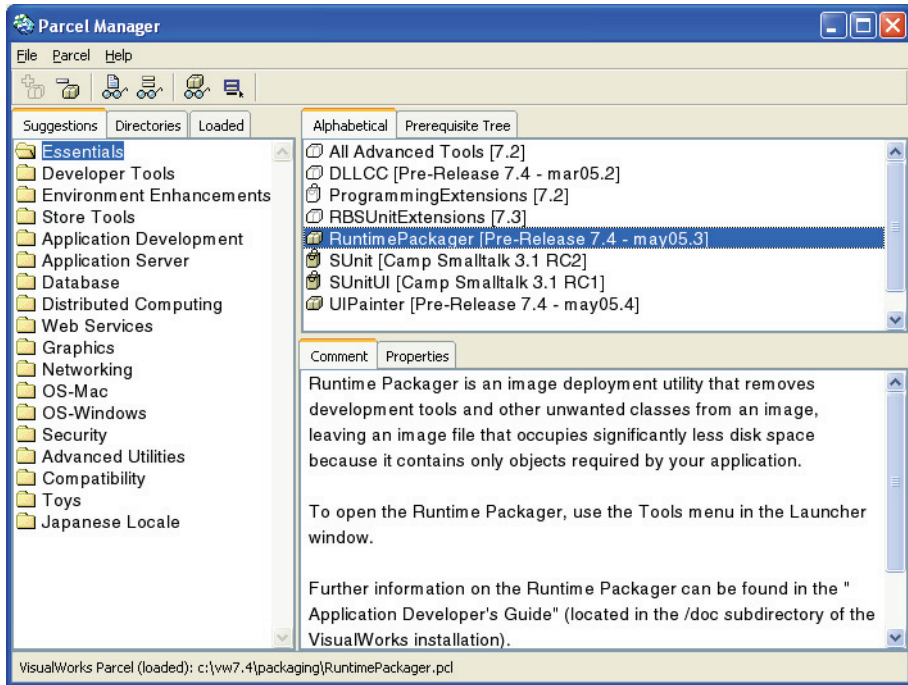 Parcel Manager
File Parcel Help
Suggestions Directories Loaded
Essentials
Developer Tools
Environment Enhancements
Store Tools
Application Development
Application Server
Database
Distributed Computing
Web Services
Graphics
Networking
OS-Mac
OS-Windows
Security
Advanced Utilities
Compatibility
Toys
Japanese Locale
Alphabetical Prerequisite Tree
All Advanced Tools [7.2]
DLLCC [Pre-Release 7.4 - mar05.2]
ProgrammingExtensions [7.2]
RBSUnitExtensions [7.3]
RuntimePackager [Pre-Release 7.4 - may05.3]
SUnit [Camp Smalltalk 3.1 RC2]
SUnitUI [Camp Smalltalk 3.1 RC1]
UIPainter [Pre-Release 7.4 - may05.4]
Comment Properties
Runtime Packager is an image deployment utility that removes
development tools and other unwanted classes from an image,
leaving an image file that occupies significantly less disk space
because it contains only objects required by your application.
To open the Runtime Packager, use the Tools menu in the Launcher
window.
Further information on the Runtime Packager can be found in the "
Application Developer's Guide" (located in the /doc subdirectory of the
VisualWorks installation).
VisualWorks Parcel (loaded): c:\vw7.4\packaging\RuntimePackager.pcl